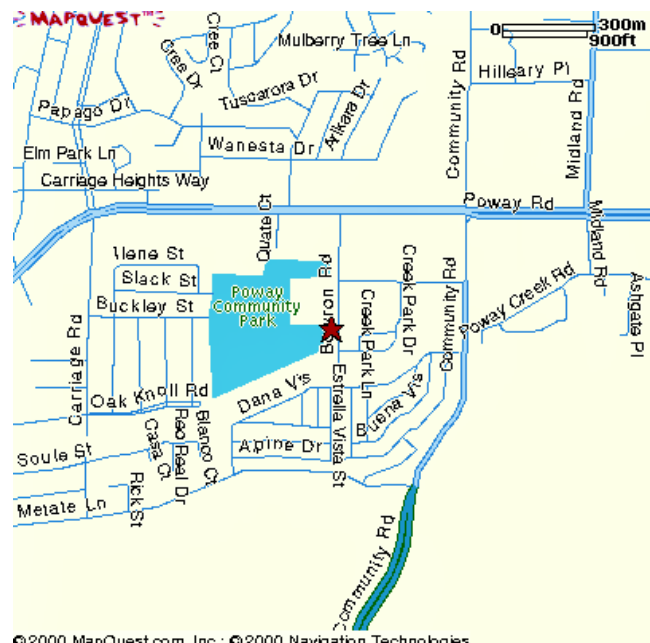 MAPQUEST™
0 300m
900ft
Cree Ct
Cree Dr
Mulberry Tree Ln
Tuscarora Dr
Arikara Dr
Papago Dr
Wanesta Dr
Elm Park Ln
Carriage Heights Way
Community Rd
Hilleary Pl
Midland Rd
Poway Rd
Midland Rd
Quate Ct
Ilene St
Slack St
Buckley St
Poway
Community
Park
Creek Park Dr
Creek Park Ln
Community Rd
Poway Creek Rd
Ashgate Pl
Carriage Rd
Oak Knoll Rd
Dana Vis
Estrella Vista St
Buena Vis
Alpine Dr
Blanco Ct
Reo Real Dr
Casa Ct
Soule St
Rick St
Metate Ln
Community Rd
©2000 MapQuest.com, Inc.; ©2000 Navigation Technologies